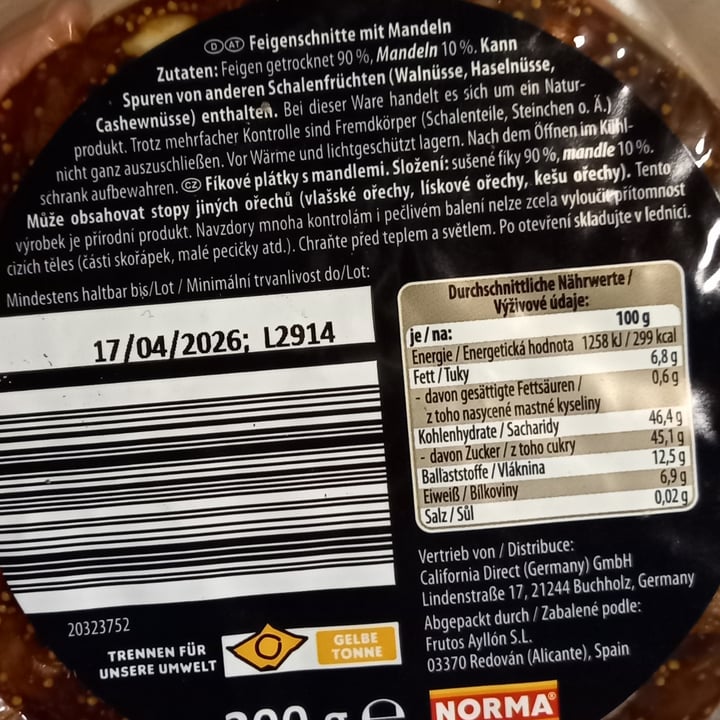 D AT Feigenschnitte mit Mandeln
Zutaten: Feigen getrocknet 90 %, Mandeln 10 %. Kann
Spuren von anderen Schalenfrüchten (Walnüsse, Haselnüsse,
Cashewnüsse) enthalten. Bei dieser Ware handelt es sich um ein Natur-
produkt. Trotz mehrfacher Kontrolle sind Fremdkörper (Schalenteile, Steinchen o. Ä.)
nicht ganz auszuschließen. Vor Wärme und lichtgeschützt lagern. Nach dem Öffnen im Kühl-
schrank aufbewahren. CZ Fíkové plátky s mandlemi. Složení: sušené fíky 90 %, mandle 10 %.
Může obsahovat stopy jiných ořechů (vlašské ořechy, lískové ořechy, kešu ořechy). Tento
výrobek je přírodní produkt. Navzdory mnoha kontrolám i pečlivém balení nelze zcela vyloučit přítomnost
cizích těles (části skořápek, malé pecičky atd.). Chraňte před teplem a světlem. Po otevření skladujte v lednici.
Mindestens haltbar bis/Lot / Minimální trvanlivost do/Lot:
17/04/2026; L2914
Durchschnittliche Nährwerte /
Výživové údaje:
je / na: 100 g
Energie / Energetická hodnota 1258 kJ / 299 kcal
Fett / Tuky 6,8 g
- davon gesättigte Fettsäuren / 0,6 g
z toho nasycené mastné kyseliny
Kohlenhydrate / Sacharidy 46,4 g
- davon Zucker / z toho cukry 45,1 g
Ballaststoffe / Vláknina 12,5 g
Eiweiß / Bílkoviny 6,9 g
Salz / Sůl 0,02 g
Vertrieb von / Distribuce:
California Direct (Germany) GmbH
Lindenstraße 17, 21244 Buchholz, Germany
Abgepackt durch / Zabalené podle:
Frutos Ayllón S.L.
03370 Redován (Alicante), Spain
20323752
TRENNEN FÜR
UNSERE UMWELT
GELBE
TONNE
200 g e
NORMA®